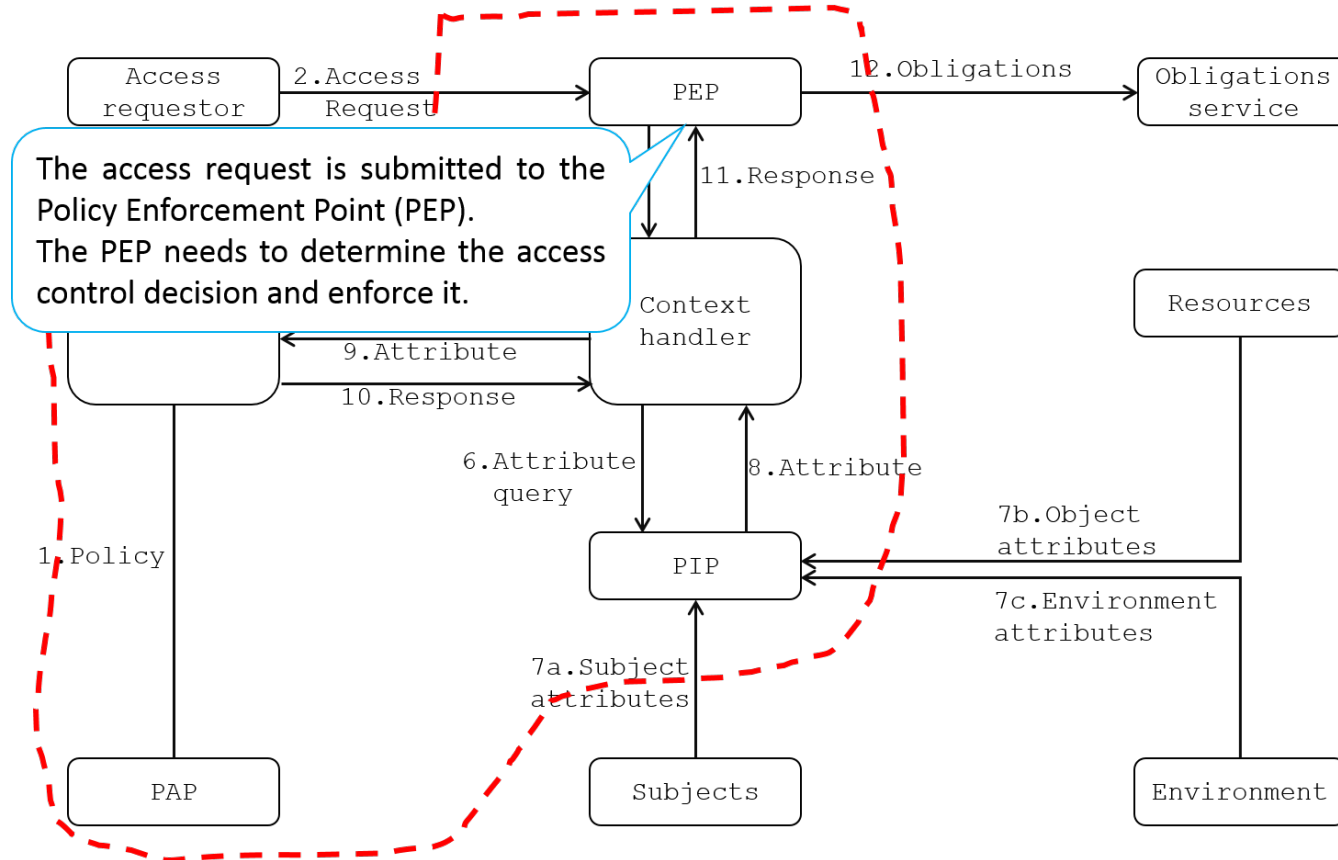 Access
requestor
2.Access
Request
PEP
12.Obligations
Obligations
service
The access request is submitted to the
Policy Enforcement Point (PEP).
The PEP needs to determine the access
control decision and enforce it.
11.Response
Context
handler
Resources
9.Attribute
10.Response
6.Attribute
query
8.Attribute
7b.Object
attributes
1.Policy
PIP
7c.Environment
attributes
7a.Subject
attributes
PAP
Subjects
Environment